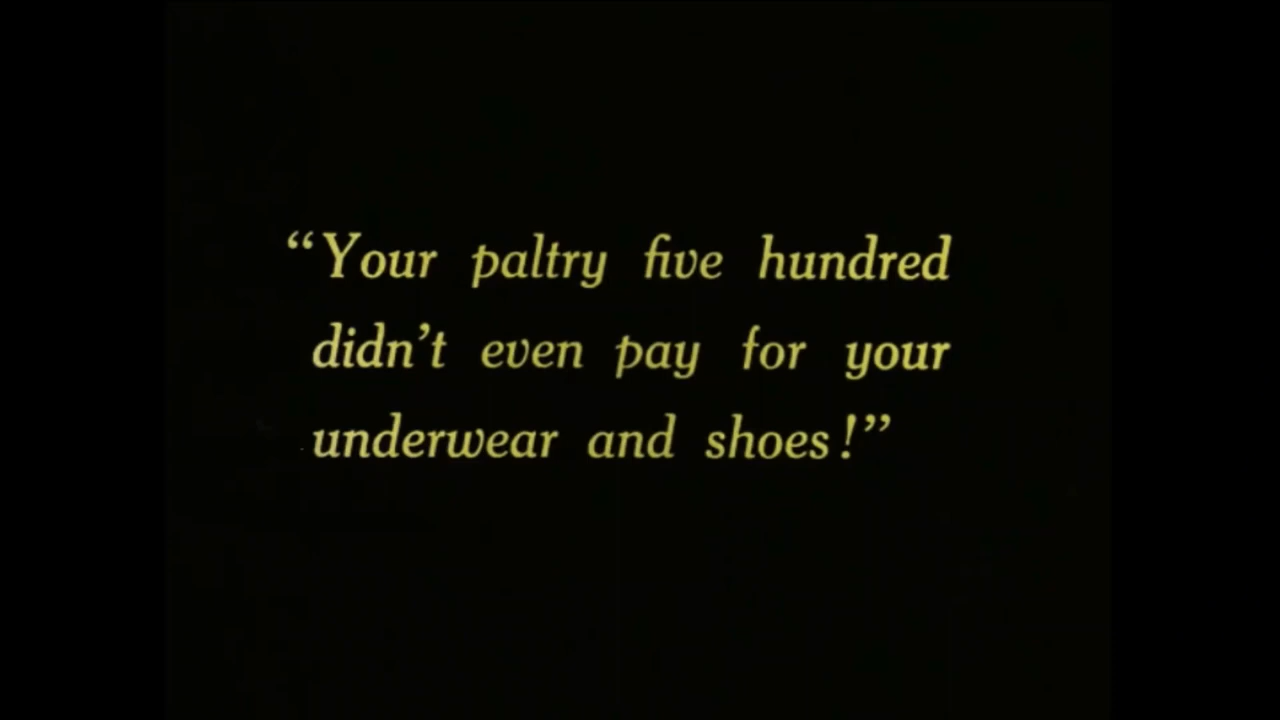 “Your paltry five hundred
didn’t even pay for your
underwear and shoes!”